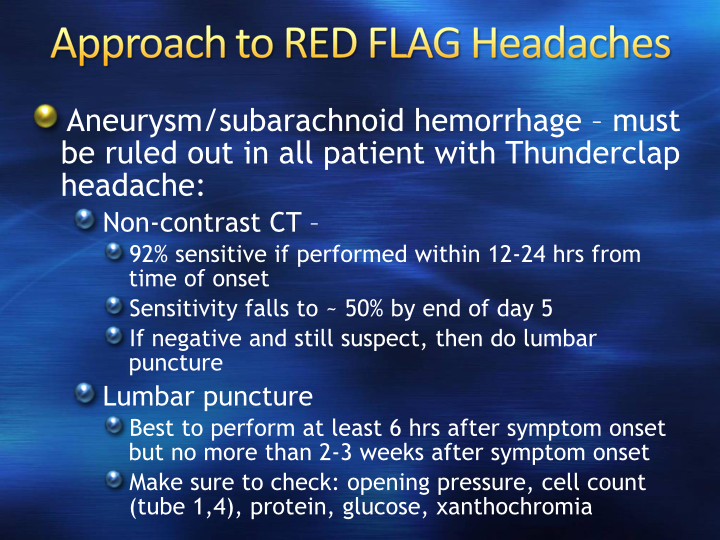 Approach to RED FLAG Headaches
Aneurysm/subarachnoid hemorrhage – must
be ruled out in all patient with Thunderclap
headache:
Non-contrast CT –
92% sensitive if performed within 12-24 hrs from
time of onset
Sensitivity falls to ~ 50% by end of day 5
If negative and still suspect, then do lumbar
puncture
Lumbar puncture
Best to perform at least 6 hrs after symptom onset
but no more than 2-3 weeks after symptom onset
Make sure to check: opening pressure, cell count
(tube 1,4), protein, glucose, xanthochromia